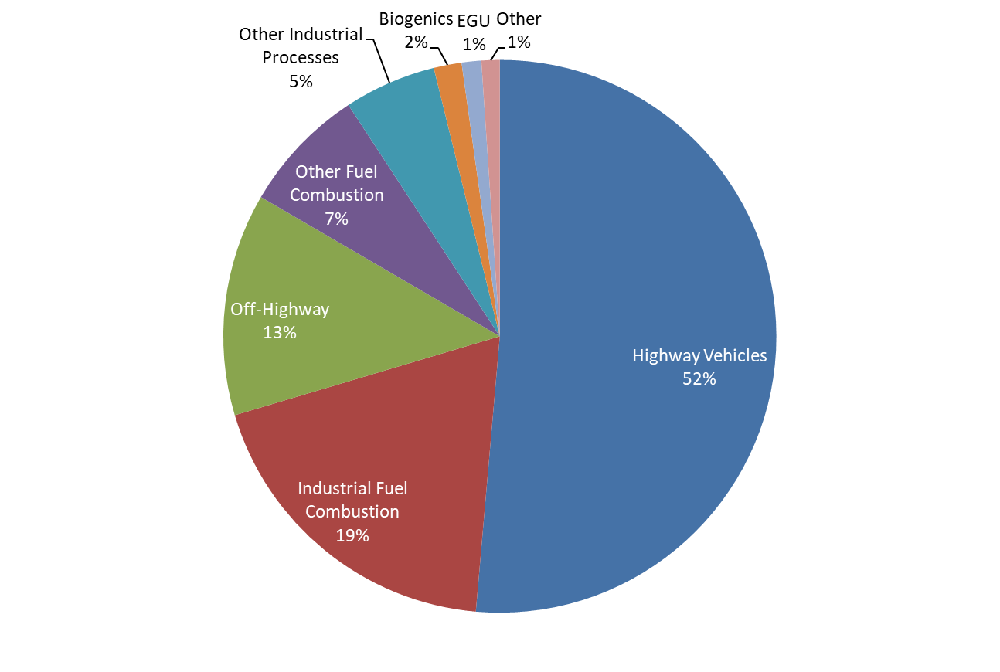 Biogenics
2%
EGU
1%
Other
1%
Other Industrial
Processes
5%
Other Fuel
Combustion
7%
Off-Highway
13%
Highway Vehicles
52%
Industrial Fuel
Combustion
19%